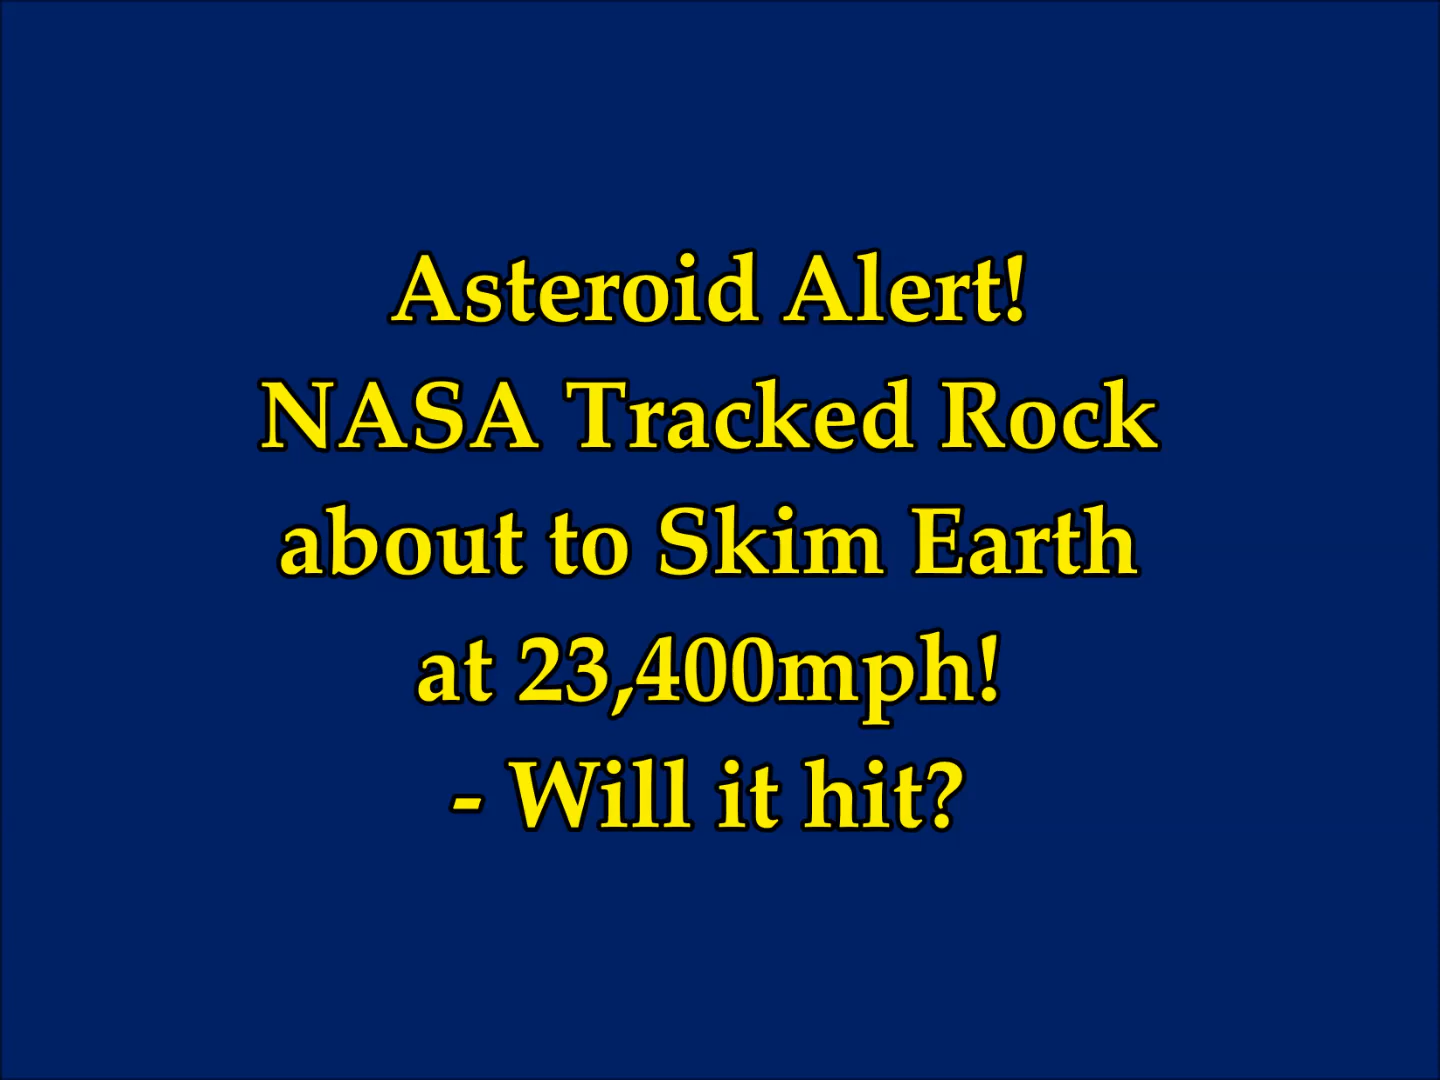 Asteroid Alert!
NASA Tracked Rock
about to Skim Earth
at 23,400mph!
- Will it hit?